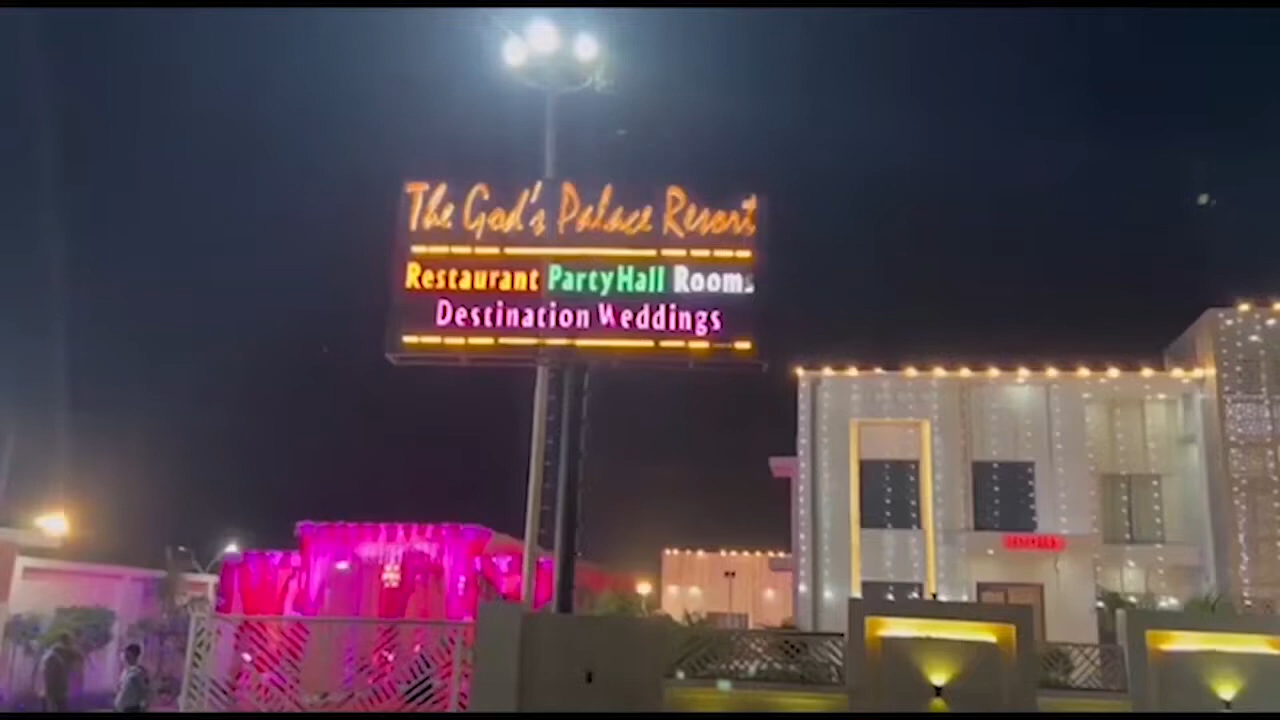 The God's Palace Resort
Restaurant PartyHall Rooms
Destination Weddings